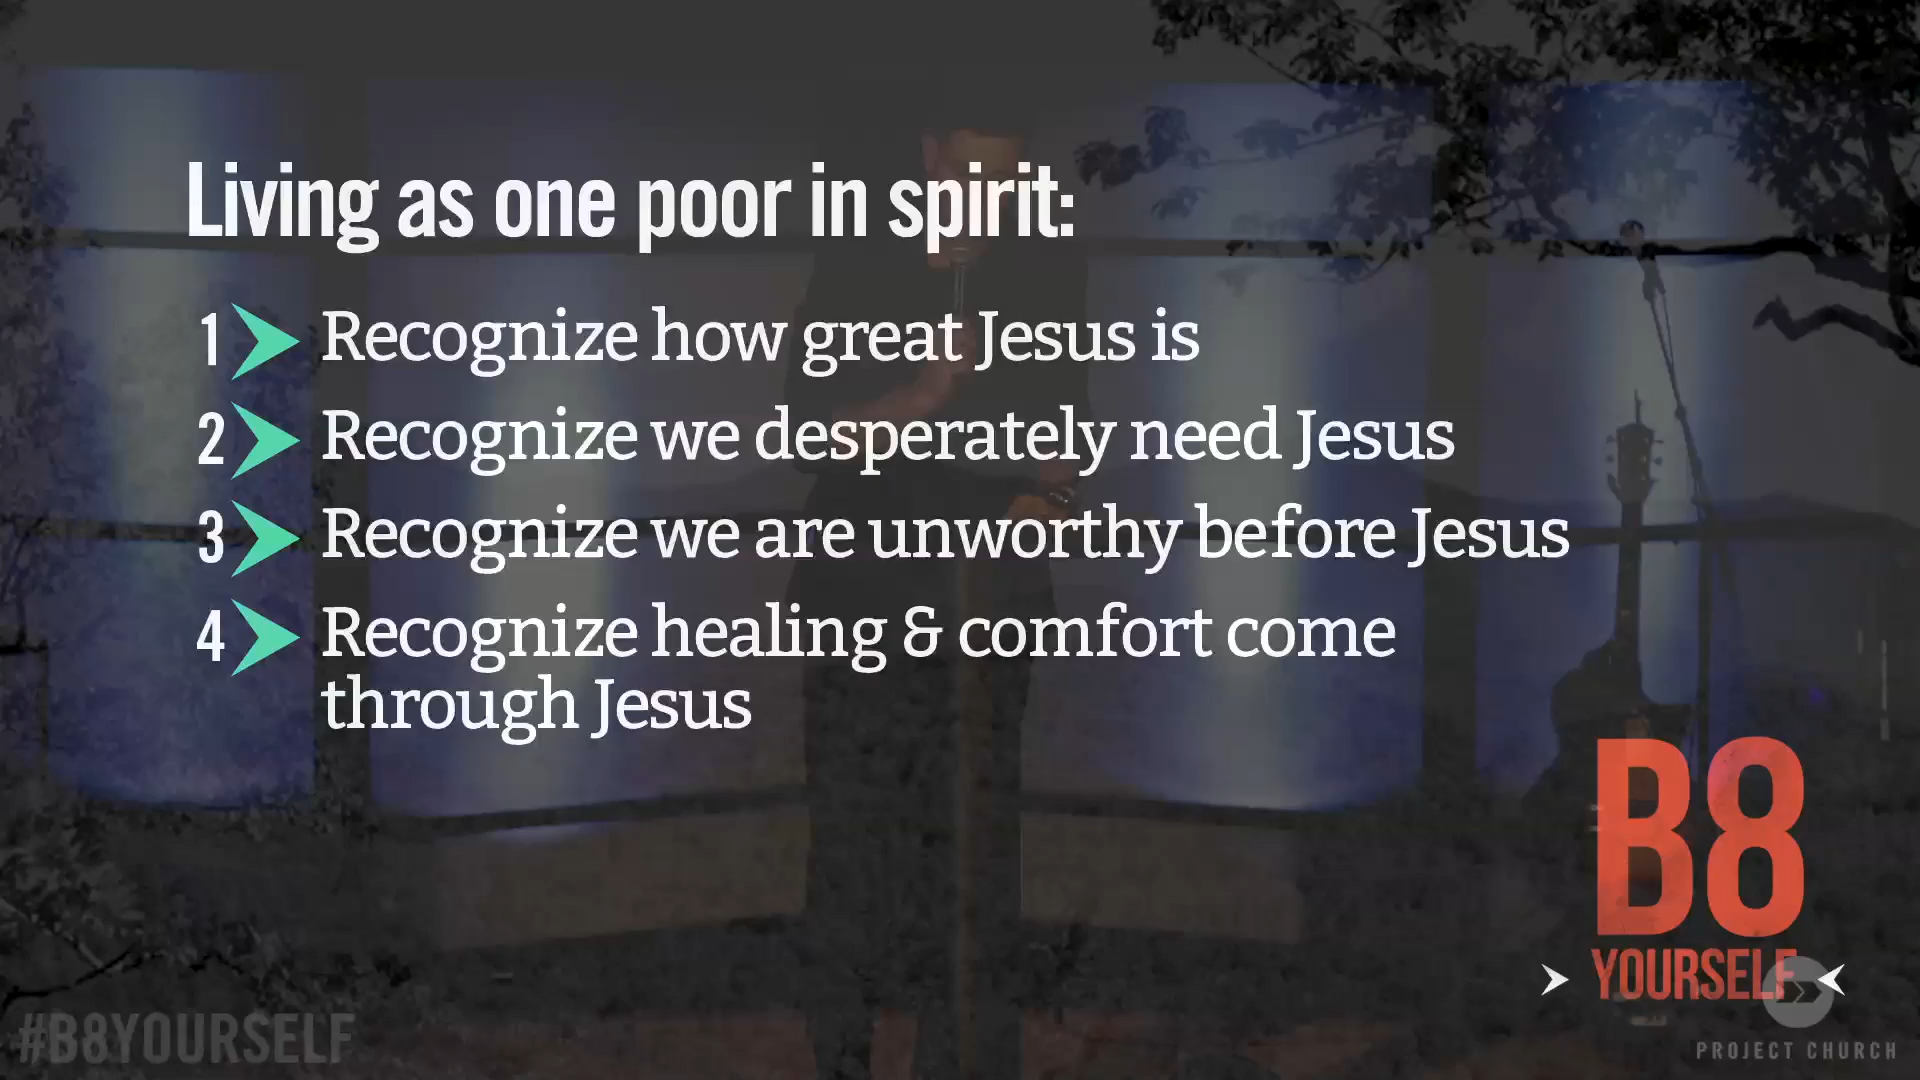 Living as one poor in spirit:
1 Recognize how great Jesus is
2 Recognize we desperately need Jesus
3 Recognize we are unworthy before Jesus
4 Recognize healing & comfort come
through Jesus
B8
YOURSELF
#B8YOURSELF
PROJECT CHURCH